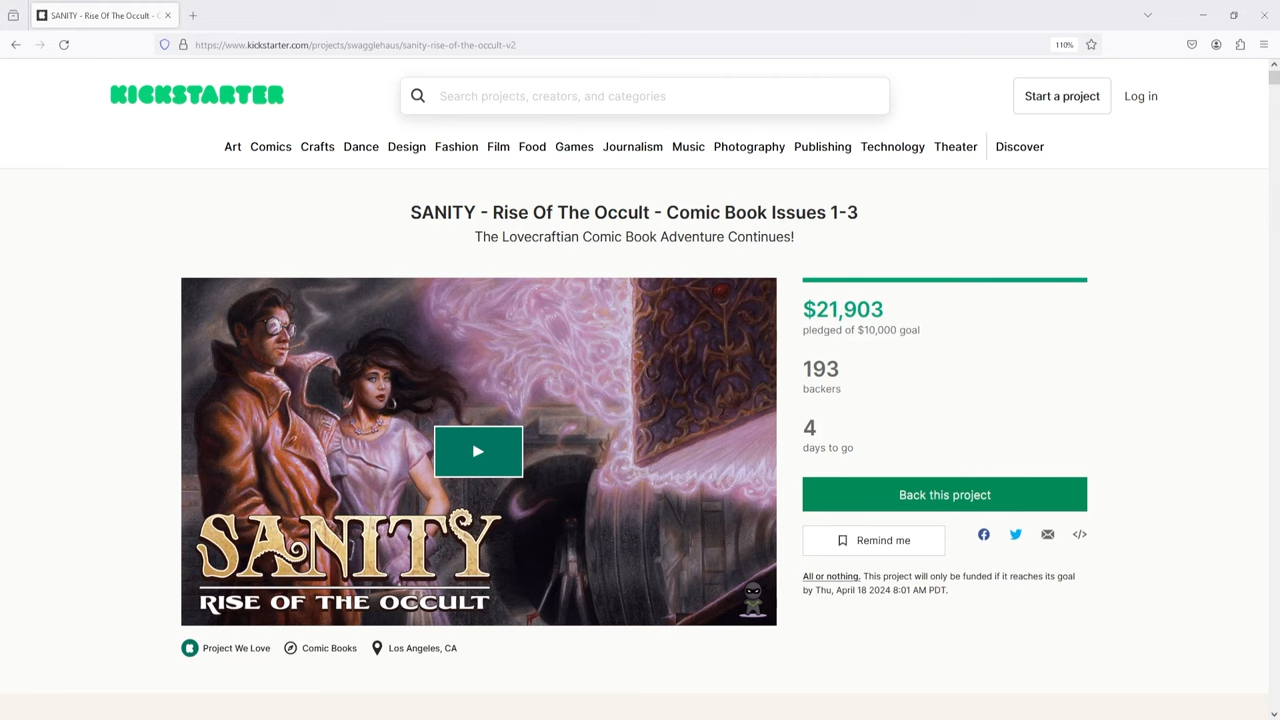 SANITY - Rise Of The Occult - C
https://www.kickstarter.com/projects/swagglehaus/sanity-rise-of-the-occult-v2
110%
KICKSTARTER
Search projects, creators, and categories
Start a project
Log in
Art Comics Crafts Dance Design Fashion Film Food Games Journalism Music Photography Publishing Technology Theater Discover
SANITY - Rise Of The Occult - Comic Book Issues 1-3
The Lovecraftian Comic Book Adventure Continues!
SANITY
RISE OF THE OCCULT
$21,903
pledged of $10,000 goal
193
backers
4
days to go
Back this project
Remind me
All or nothing. This project will only be funded if it reaches its goal
by Thu, April 18 2024 8:01 AM PDT.
Project We Love Comic Books Los Angeles, CA